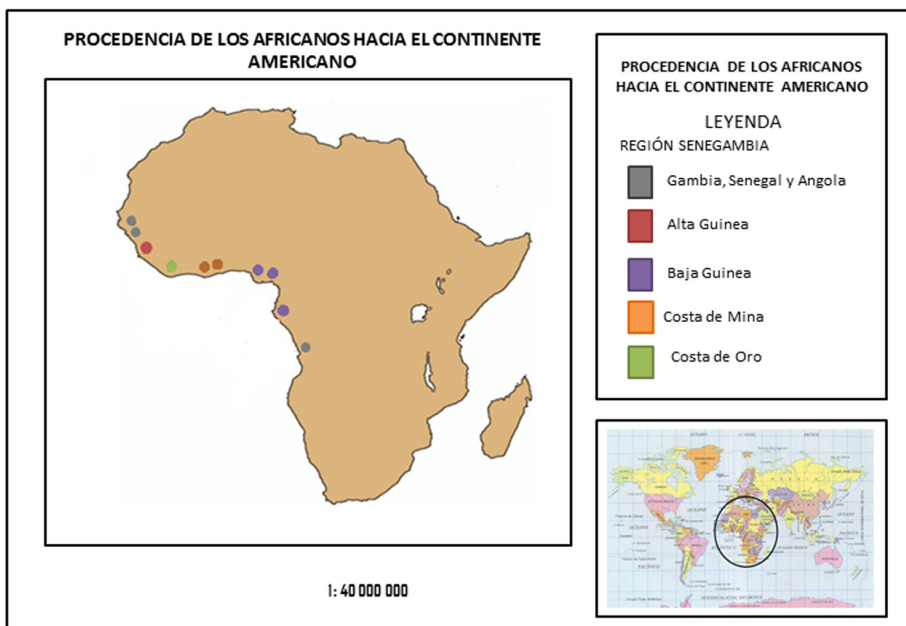 PROCEDENCIA DE LOS AFRICANOS HACIA EL CONTINENTE
AMERICANO
1: 40 000 000
PROCEDENCIA DE LOS AFRICANOS
HACIA EL CONTINENTE AMERICANO
LEYENDA
REGIÓN SENEGAMBIA
Gambia, Senegal y Angola
Alta Guinea
Baja Guinea
Costa de Mina
Costa de Oro